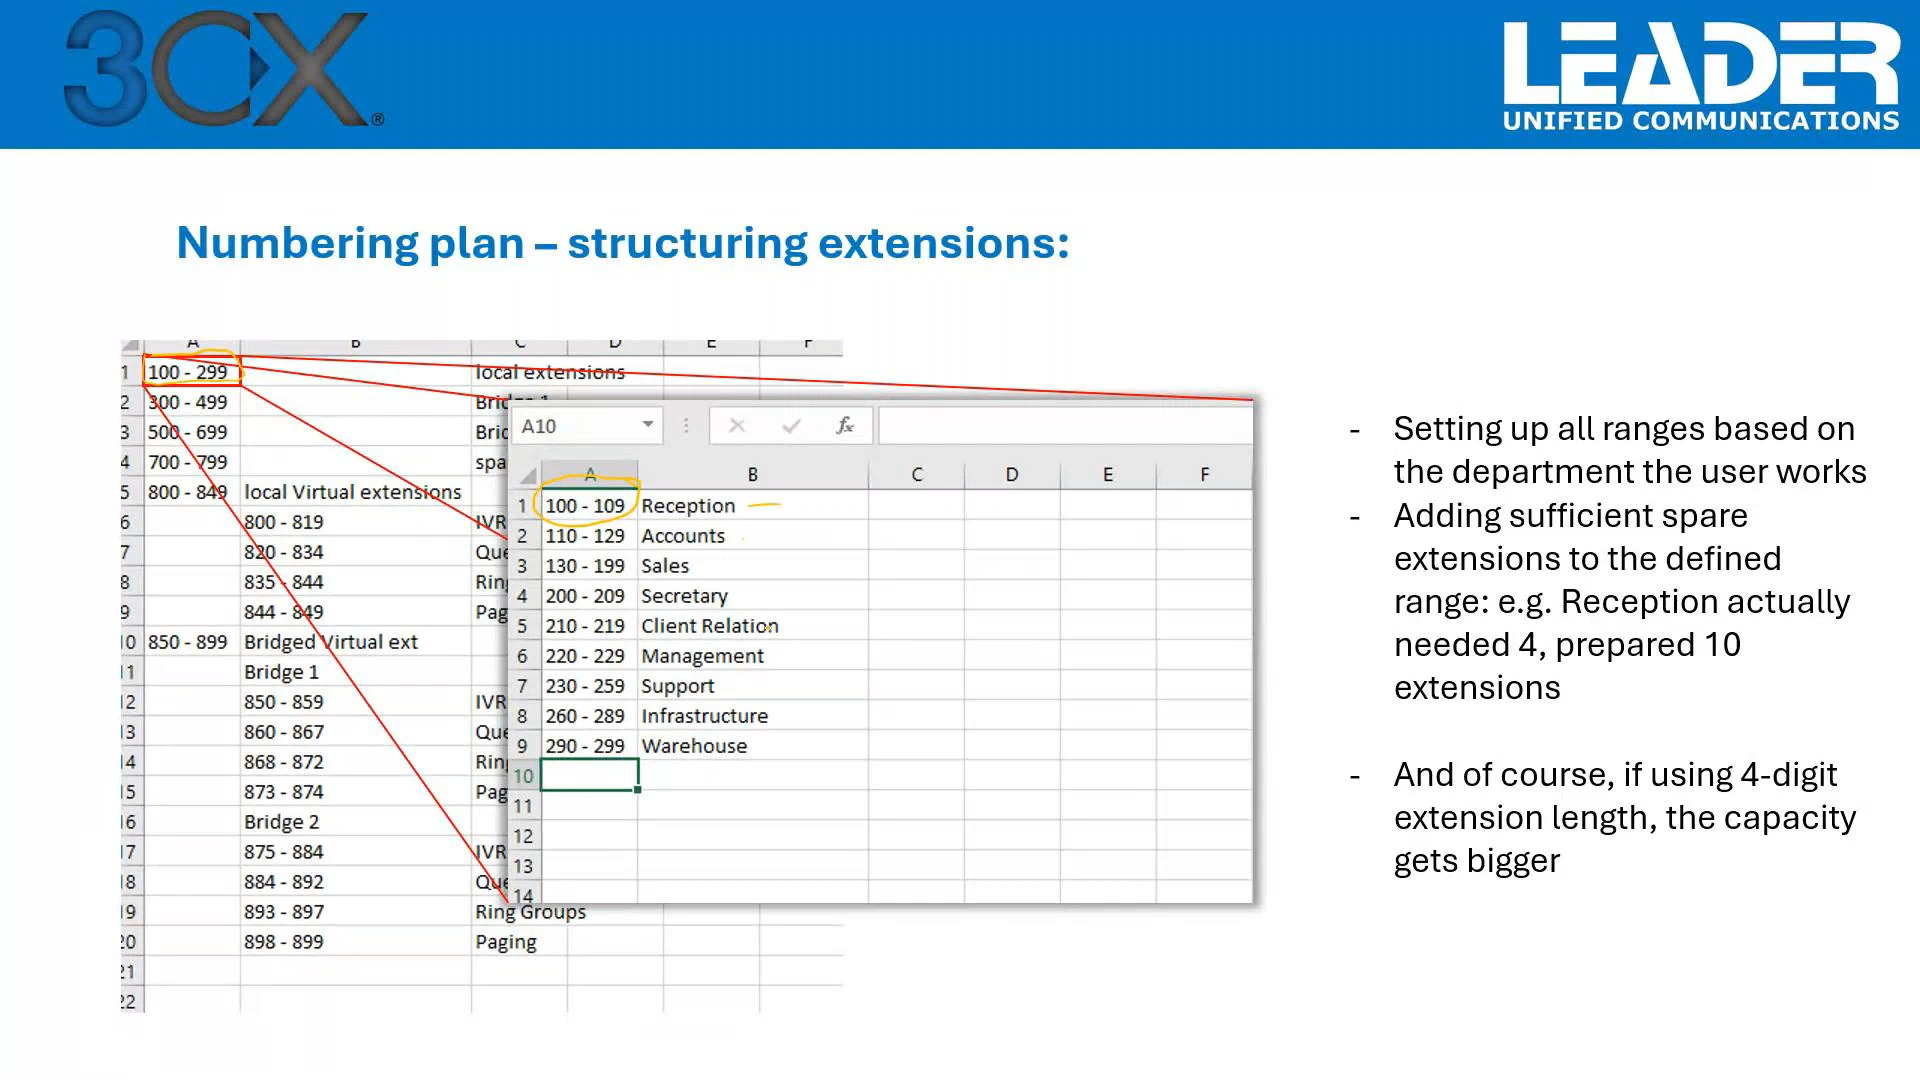 3CX®
LEADER
UNIFIED COMMUNICATIONS
Numbering plan – structuring extensions:
A B C D E F
1 100 - 299 local extensions
2 300 - 499
3 500 - 699
4 700 - 799
5 800 - 849 local Virtual extensions
6 800 - 819 IVR
7 820 - 834
8 835 - 844
9 844 - 849
10 850 - 899 Bridged Virtual ext
11 Bridge 1
12 850 - 859 IVR
13 860 - 867
14 868 - 872
15 873 - 874
16 Bridge 2
17 875 - 884 IVR
18 884 - 892
19 893 - 897 Ring Groups
20 898 - 899 Paging
21
22
A10 fx
A B C D E F
1 100 - 109 Reception
2 110 - 129 Accounts
3 130 - 199 Sales
4 200 - 209 Secretary
5 210 - 219 Client Relation
6 220 - 229 Management
7 230 - 259 Support
8 260 - 289 Infrastructure
9 290 - 299 Warehouse
10
11
12
13
14
- Setting up all ranges based on
the department the user works
- Adding sufficient spare
extensions to the defined
range: e.g. Reception actually
needed 4, prepared 10
extensions
- And of course, if using 4-digit
extension length, the capacity
gets bigger